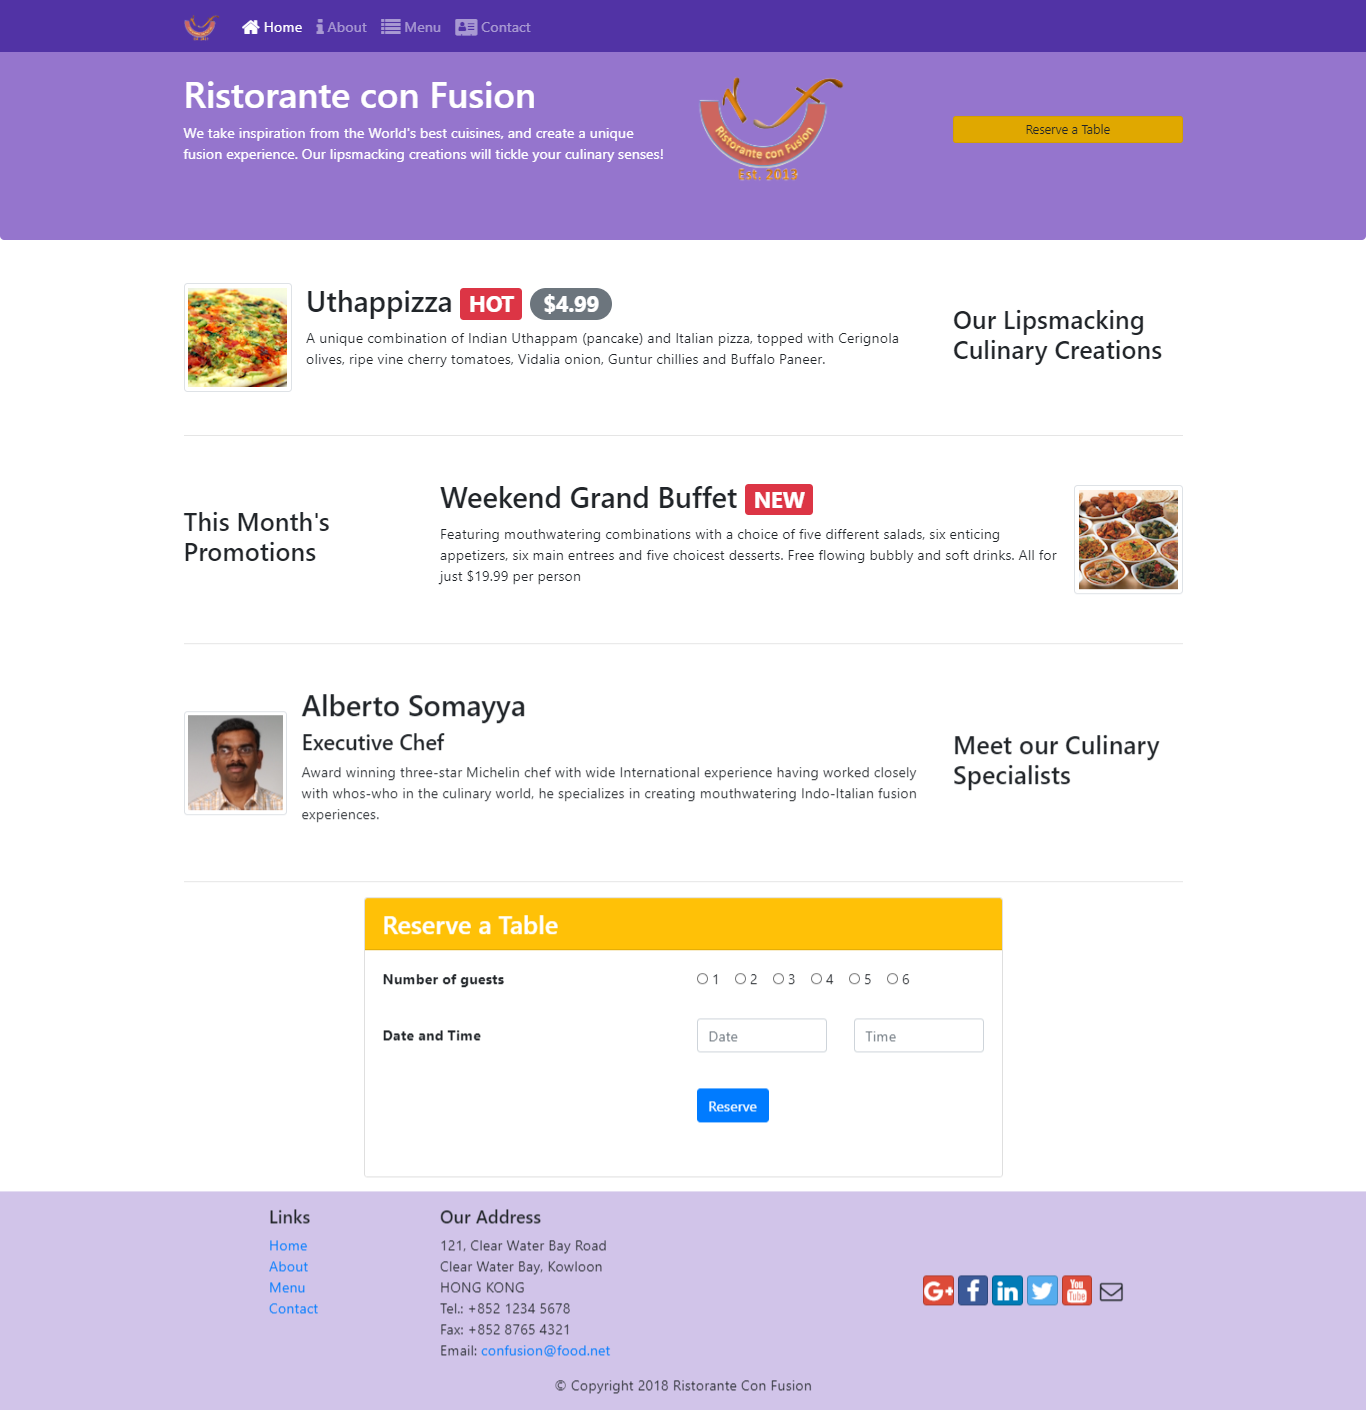 Home About Menu Contact
Ristorante con Fusion
We take inspiration from the World's best cuisines, and create a unique
fusion experience. Our lipsmacking creations will tickle your culinary senses!
Ristorante con Fusion
Est. 2013
Reserve a Table
Uthappizza HOT $4.99
A unique combination of Indian Uthappam (pancake) and Italian pizza, topped with Cerignola
olives, ripe vine cherry tomatoes, Vidalia onion, Guntur chillies and Buffalo Paneer.
Our Lipsmacking
Culinary Creations
This Month's
Promotions
Weekend Grand Buffet NEW
Featuring mouthwatering combinations with a choice of five different salads, six enticing
appetizers, six main entrees and five choicest desserts. Free flowing bubbly and soft drinks. All for
just $19.99 per person
Alberto Somayya
Executive Chef
Award winning three-star Michelin chef with wide International experience having worked closely
with whos-who in the culinary world, he specializes in creating mouthwatering Indo-Italian fusion
experiences.
Meet our Culinary
Specialists
Reserve a Table
Number of guests 1 2 3 4 5 6
Date and Time Date Time
Reserve
Links
Home
About
Menu
Contact
Our Address
121, Clear Water Bay Road
Clear Water Bay, Kowloon
HONG KONG
Tel.: +852 1234 5678
Fax: +852 8765 4321
Email: confusion@food.net
G+ f in You Tube
© Copyright 2018 Ristorante Con Fusion